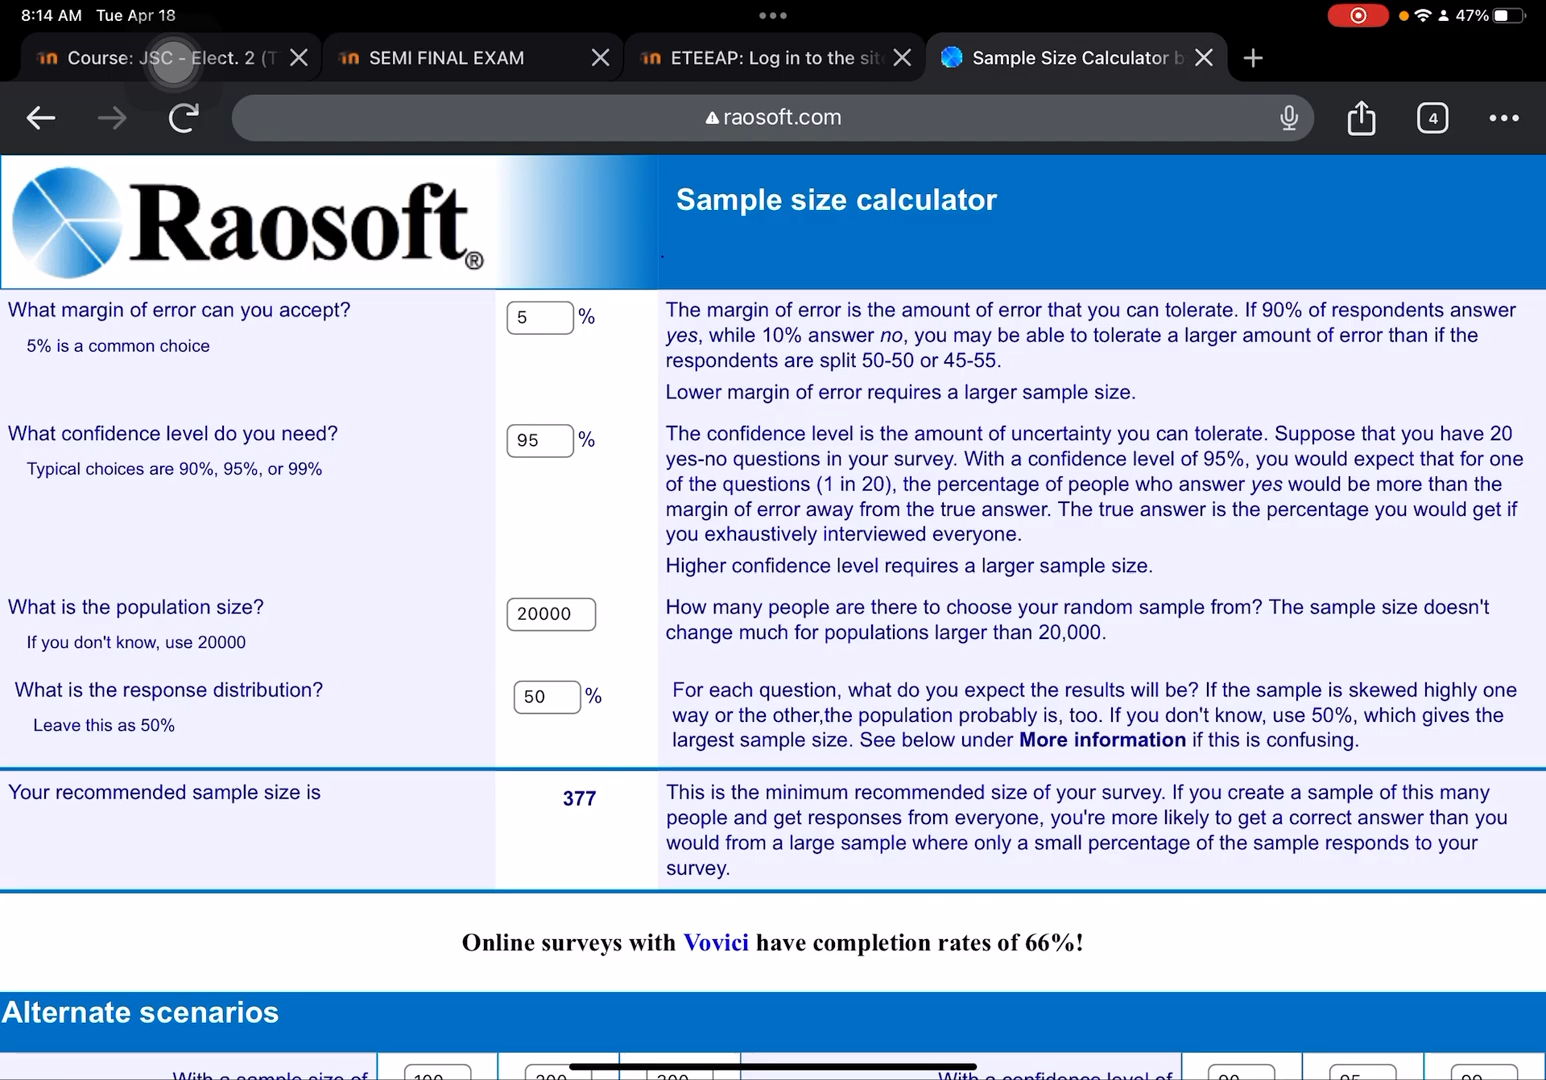 8:14 AM Tue Apr 18
47%
Course: JSC - Elect. 2 (T
SEMI FINAL EXAM
ETEEAP: Log in to the site
Sample Size Calculator b
raosoft.com
4
Raosoft®
Sample size calculator
What margin of error can you accept?
5% is a common choice
5 %
The margin of error is the amount of error that you can tolerate. If 90% of respondents answer
yes, while 10% answer no, you may be able to tolerate a larger amount of error than if the
respondents are split 50-50 or 45-55.
Lower margin of error requires a larger sample size.
What confidence level do you need?
Typical choices are 90%, 95%, or 99%
95 %
The confidence level is the amount of uncertainty you can tolerate. Suppose that you have 20
yes-no questions in your survey. With a confidence level of 95%, you would expect that for one
of the questions (1 in 20), the percentage of people who answer yes would be more than the
margin of error away from the true answer. The true answer is the percentage you would get if
you exhaustively interviewed everyone.
Higher confidence level requires a larger sample size.
What is the population size?
If you don't know, use 20000
20000
How many people are there to choose your random sample from? The sample size doesn't
change much for populations larger than 20,000.
What is the response distribution?
Leave this as 50%
50 %
For each question, what do you expect the results will be? If the sample is skewed highly one
way or the other,the population probably is, too. If you don't know, use 50%, which gives the
largest sample size. See below under More information if this is confusing.
Your recommended sample size is
377
This is the minimum recommended size of your survey. If you create a sample of this many
people and get responses from everyone, you're more likely to get a correct answer than you
would from a large sample where only a small percentage of the sample responds to your
survey.
Online surveys with Vovici have completion rates of 66%!
Alternate scenarios
With a sample size of
100
200
300
With a confidence level of
90
95
99